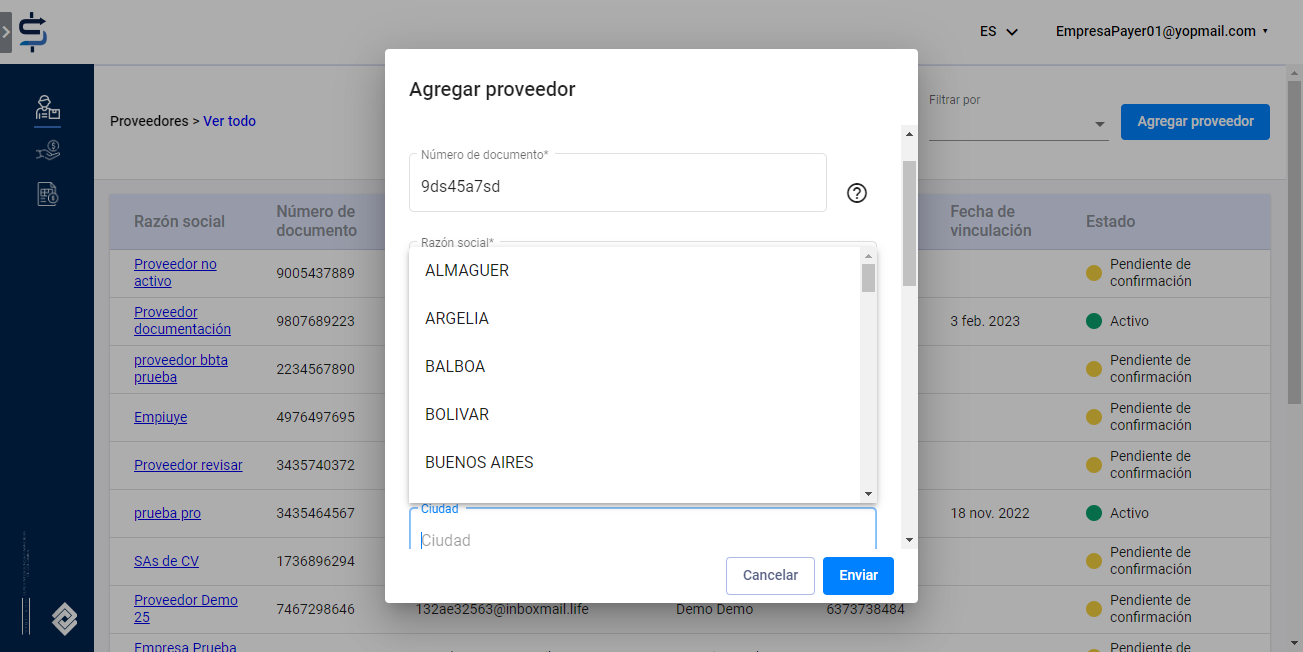 ES
EmpresaPayer01@yopmail.com
Proveedores > Ver todo
Filtrar por
Agregar proveedor
Razón social
Número de
documento
Fecha de
vinculación
Estado
Proveedor no
activo
9005437889
Pendiente de
confirmación
Proveedor
documentación
9807689223
3 feb. 2023
Activo
proveedor bbta
prueba
2234567890
Pendiente de
confirmación
Empiuye
4976497695
Pendiente de
confirmación
Proveedor revisar
3435740372
Pendiente de
confirmación
prueba pro
3435464567
18 nov. 2022
Activo
SAs de CV
1736896294
Pendiente de
confirmación
Proveedor Demo
25
7467298646
132ae32563@inboxmail.life
Demo Demo
6373738484
Pendiente de
confirmación
Empresa Prueba
Pendiente de
Agregar proveedor
Número de documento*
9ds45a7sd
Razón social*
ALMAGUER
ARGELIA
BALBOA
BOLIVAR
BUENOS AIRES
Ciudad
Ciudad
Cancelar
Enviar